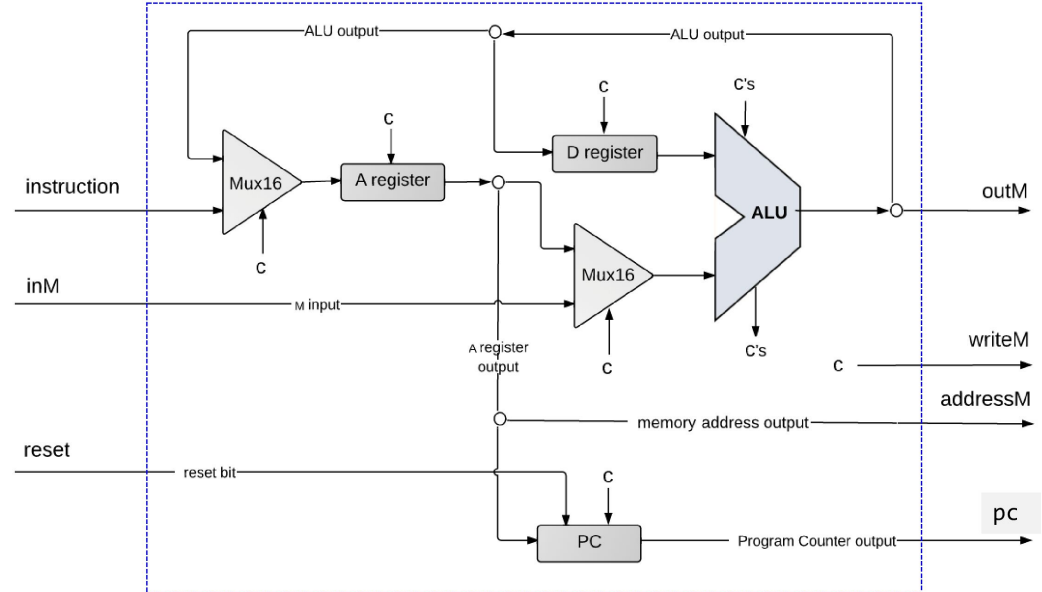 ALU output
ALU output
c
c's
c
D register
instruction
Mux16
A register
outM
ALU
c
inM
Mux16
M input
c's
writeM
A register
output
c
c
addressM
memory address output
reset
reset bit
c
pc
PC
Program Counter output